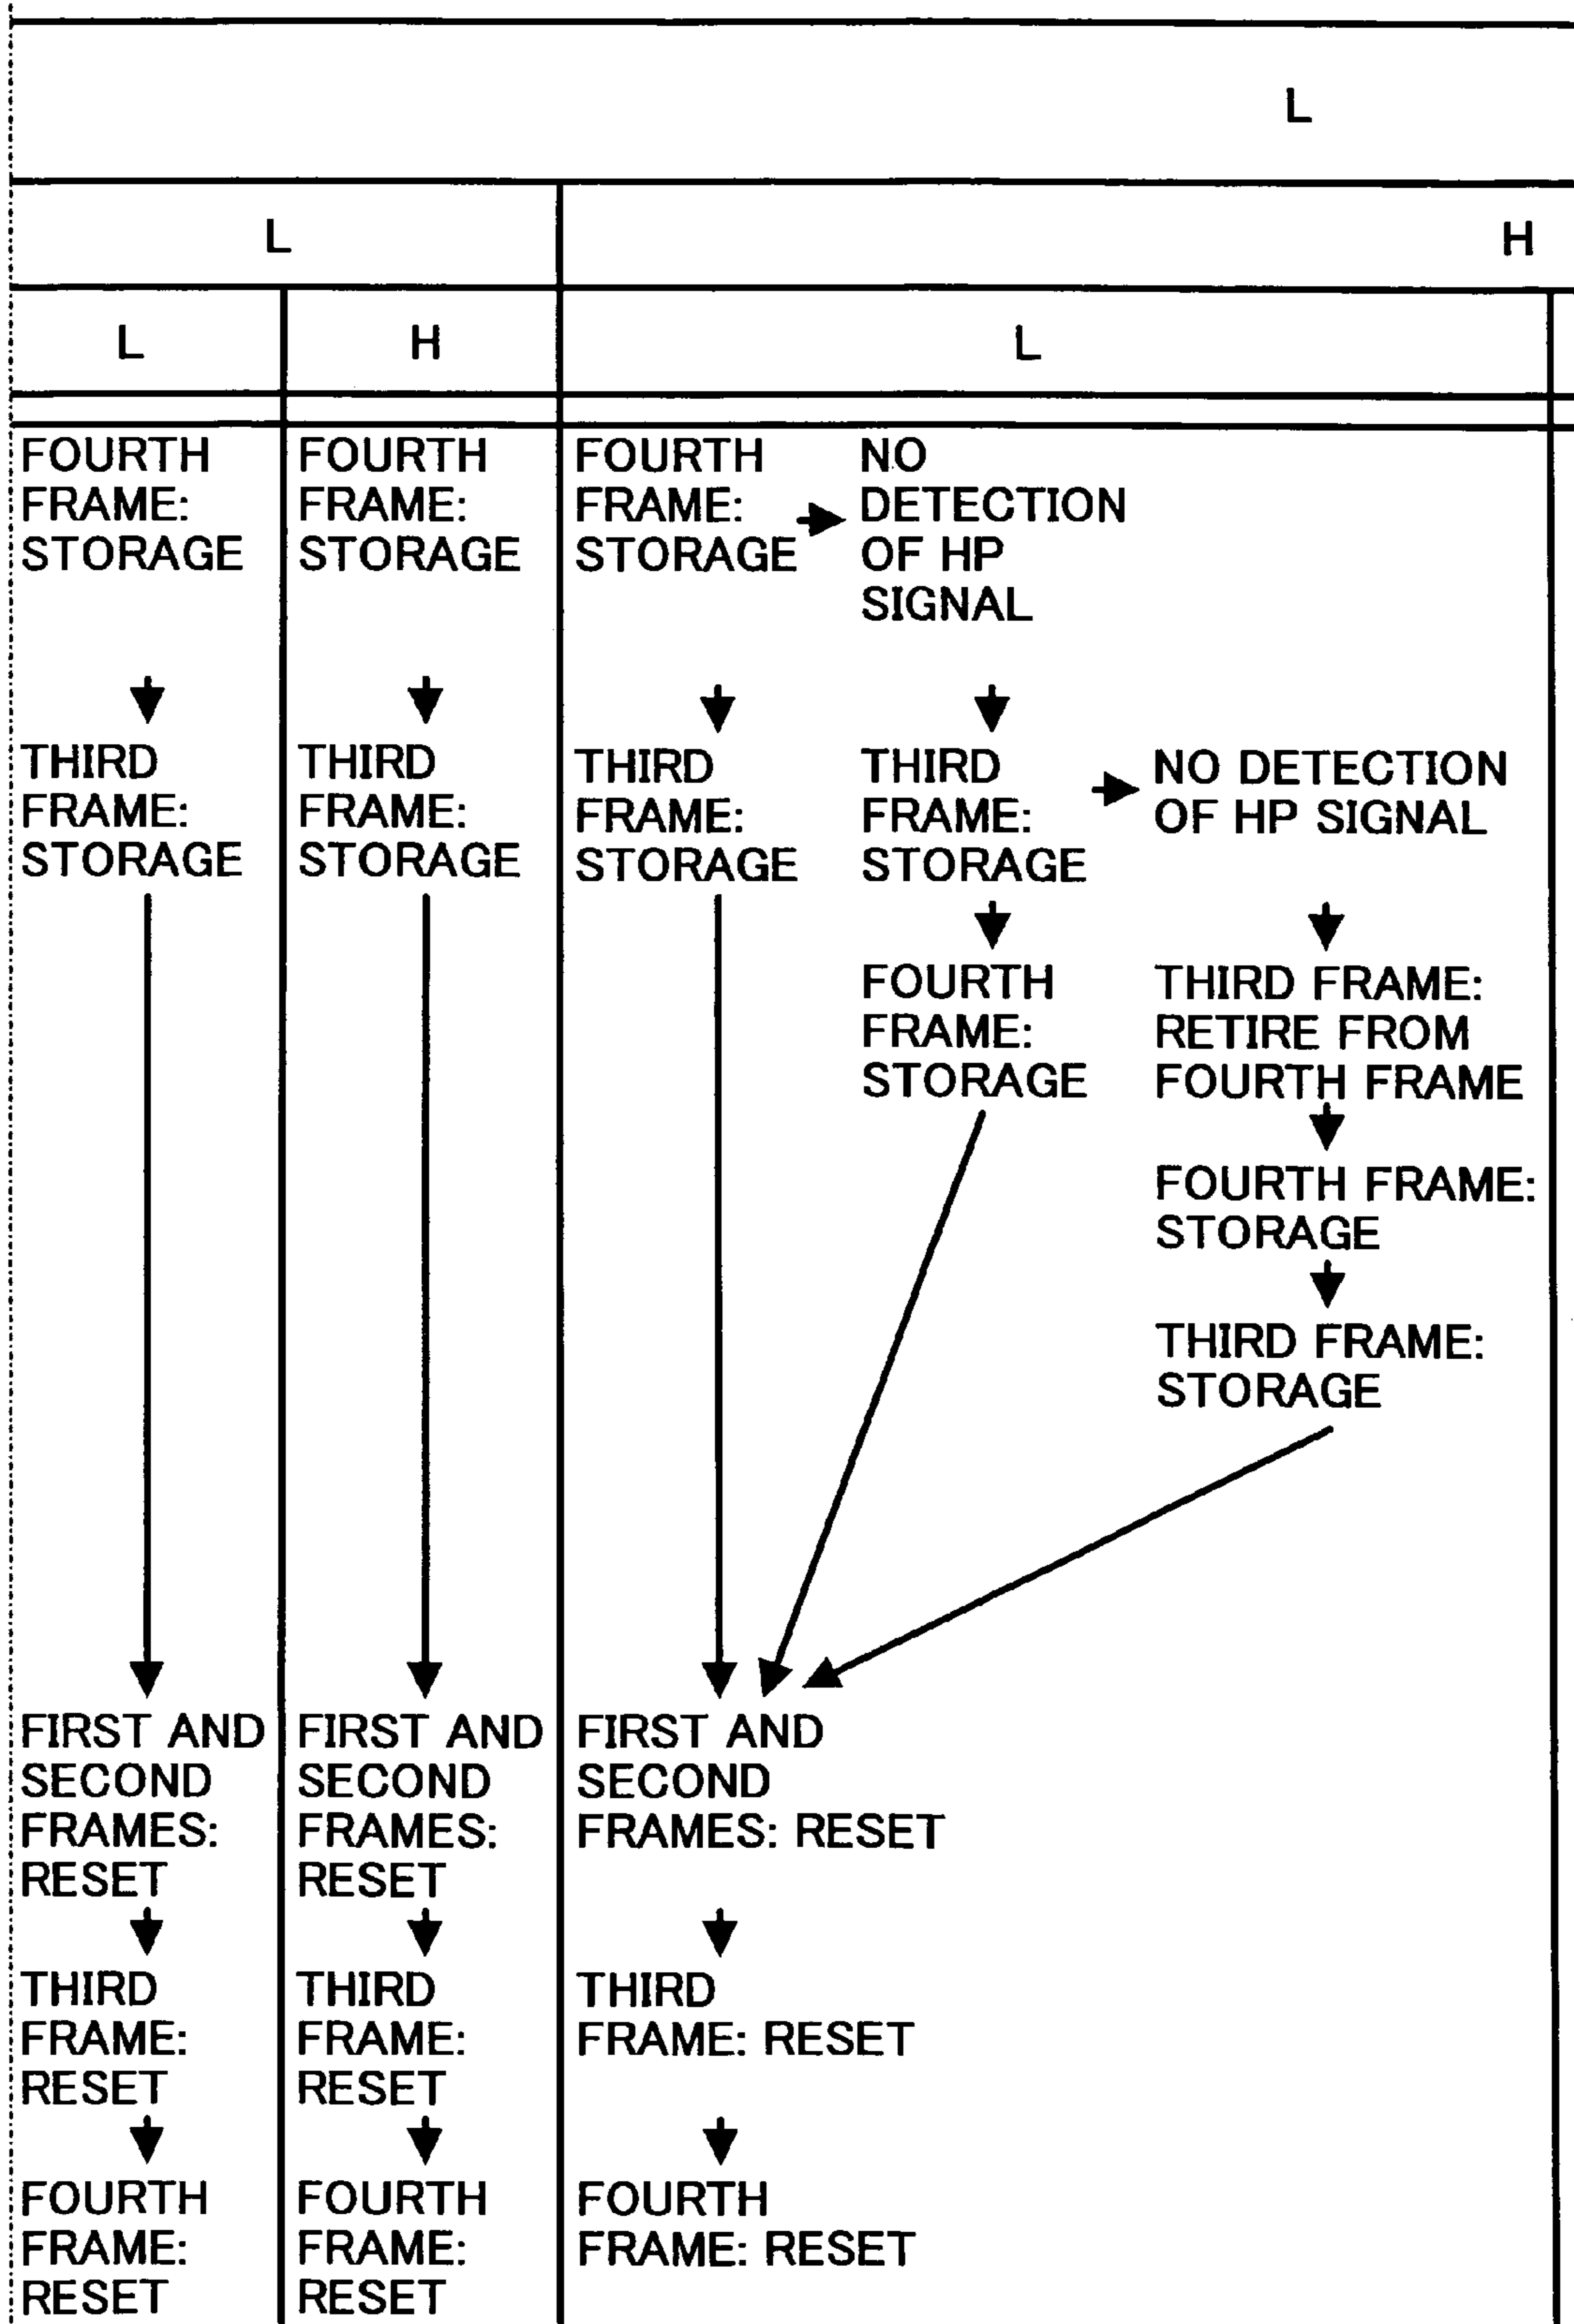 L
L
H
L
H
L
FOURTH
FRAME:
STORAGE
THIRD
FRAME:
STORAGE
FIRST AND
SECOND
FRAMES:
RESET
THIRD
FRAME:
RESET
FOURTH
FRAME:
RESET
FOURTH
FRAME:
STORAGE
THIRD
FRAME:
STORAGE
FIRST AND
SECOND
FRAMES:
RESET
THIRD
FRAME:
RESET
FOURTH
FRAME:
RESET
FOURTH
FRAME:
STORAGE
THIRD
FRAME:
STORAGE
NO
DETECTION
OF HP
SIGNAL
THIRD
FRAME:
STORAGE
FOURTH
FRAME:
STORAGE
NO DETECTION
OF HP SIGNAL
THIRD FRAME:
RETIRE FROM
FOURTH FRAME
FOURTH FRAME:
STORAGE
THIRD FRAME:
STORAGE
FIRST AND
SECOND
FRAMES: RESET
THIRD
FRAME: RESET
FOURTH
FRAME: RESET